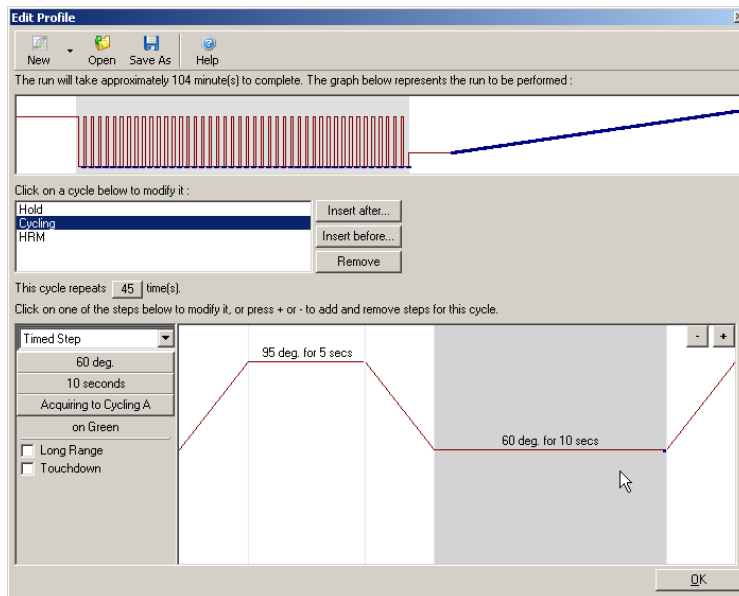 Edit Profile
New
Open
Save As
Help
The run will take approximately 104 minute(s) to complete. The graph below represents the run to be performed :
Click on a cycle below to modify it :
Hold
Cycling
HRM
Insert after...
Insert before...
Remove
This cycle repeats 45 time(s).
Click on one of the steps below to modify it, or press + or - to add and remove steps for this cycle.
Timed Step
- +
60 deg.
10 seconds
Acquiring to Cycling A
on Green
Long Range
Touchdown
95 deg. for 5 secs
60 deg. for 10 secs
OK